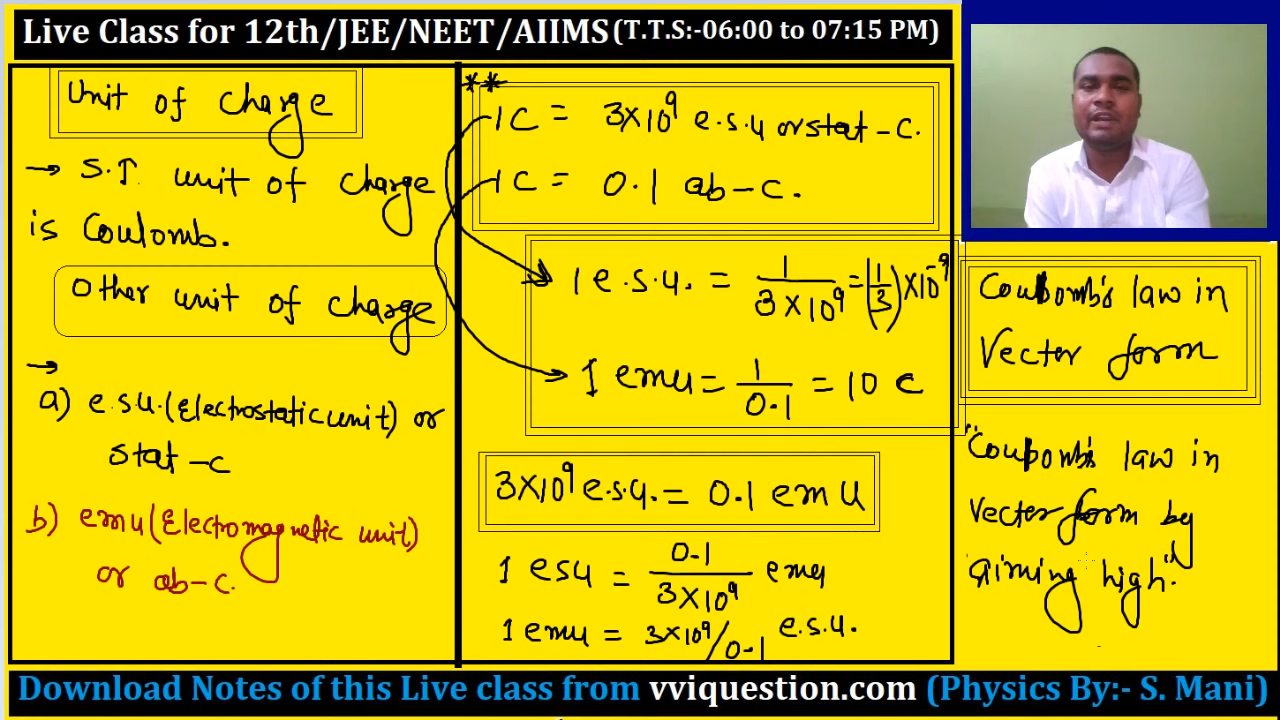 Live Class for 12th/JEE/NEET/AIIMS(T.T.S:-06:00 to 07:15 PM)
Unit of charge
→ S.I. unit of charge
is Coulomb.
Other unit of charge
→
a) e.s.u.(Electrostatic unit) or
stat-c
b) emu(Electromagnetic unit)
or ab-c.
**
1C = 3×10⁹ e.s.u or stat-c.
1C = 0.1 ab-c.
1 e.s.u. = 1/3×10⁹ = (1/3)×10⁻⁹
1 emu = 1/0.1 = 10 C
3×10⁹ e.s.u. = 0.1 emu
1 esu = 0.1/3×10⁹ emu
1 emu = 3×10⁹/0.1 e.s.u.
Coulomb's law in
Vector form
"Coulomb's law in
Vector form by
aiming high."
Download Notes of this Live class from vviquestion.com (Physics By:- S. Mani)